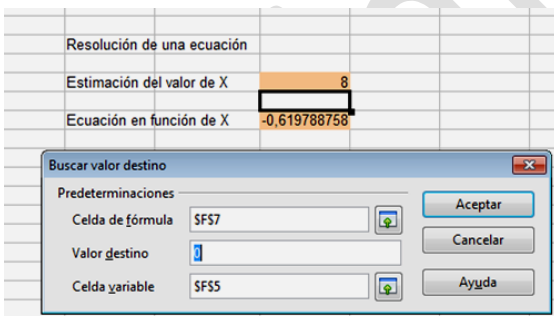 Resolución de una ecuación
Estimación del valor de X 8
Ecuación en función de X -0,619788758
Buscar valor destino
Predeterminaciones
Celda de fórmula $F$7
Valor destino 0
Celda variable $F$5
Aceptar
Cancelar
Ayuda